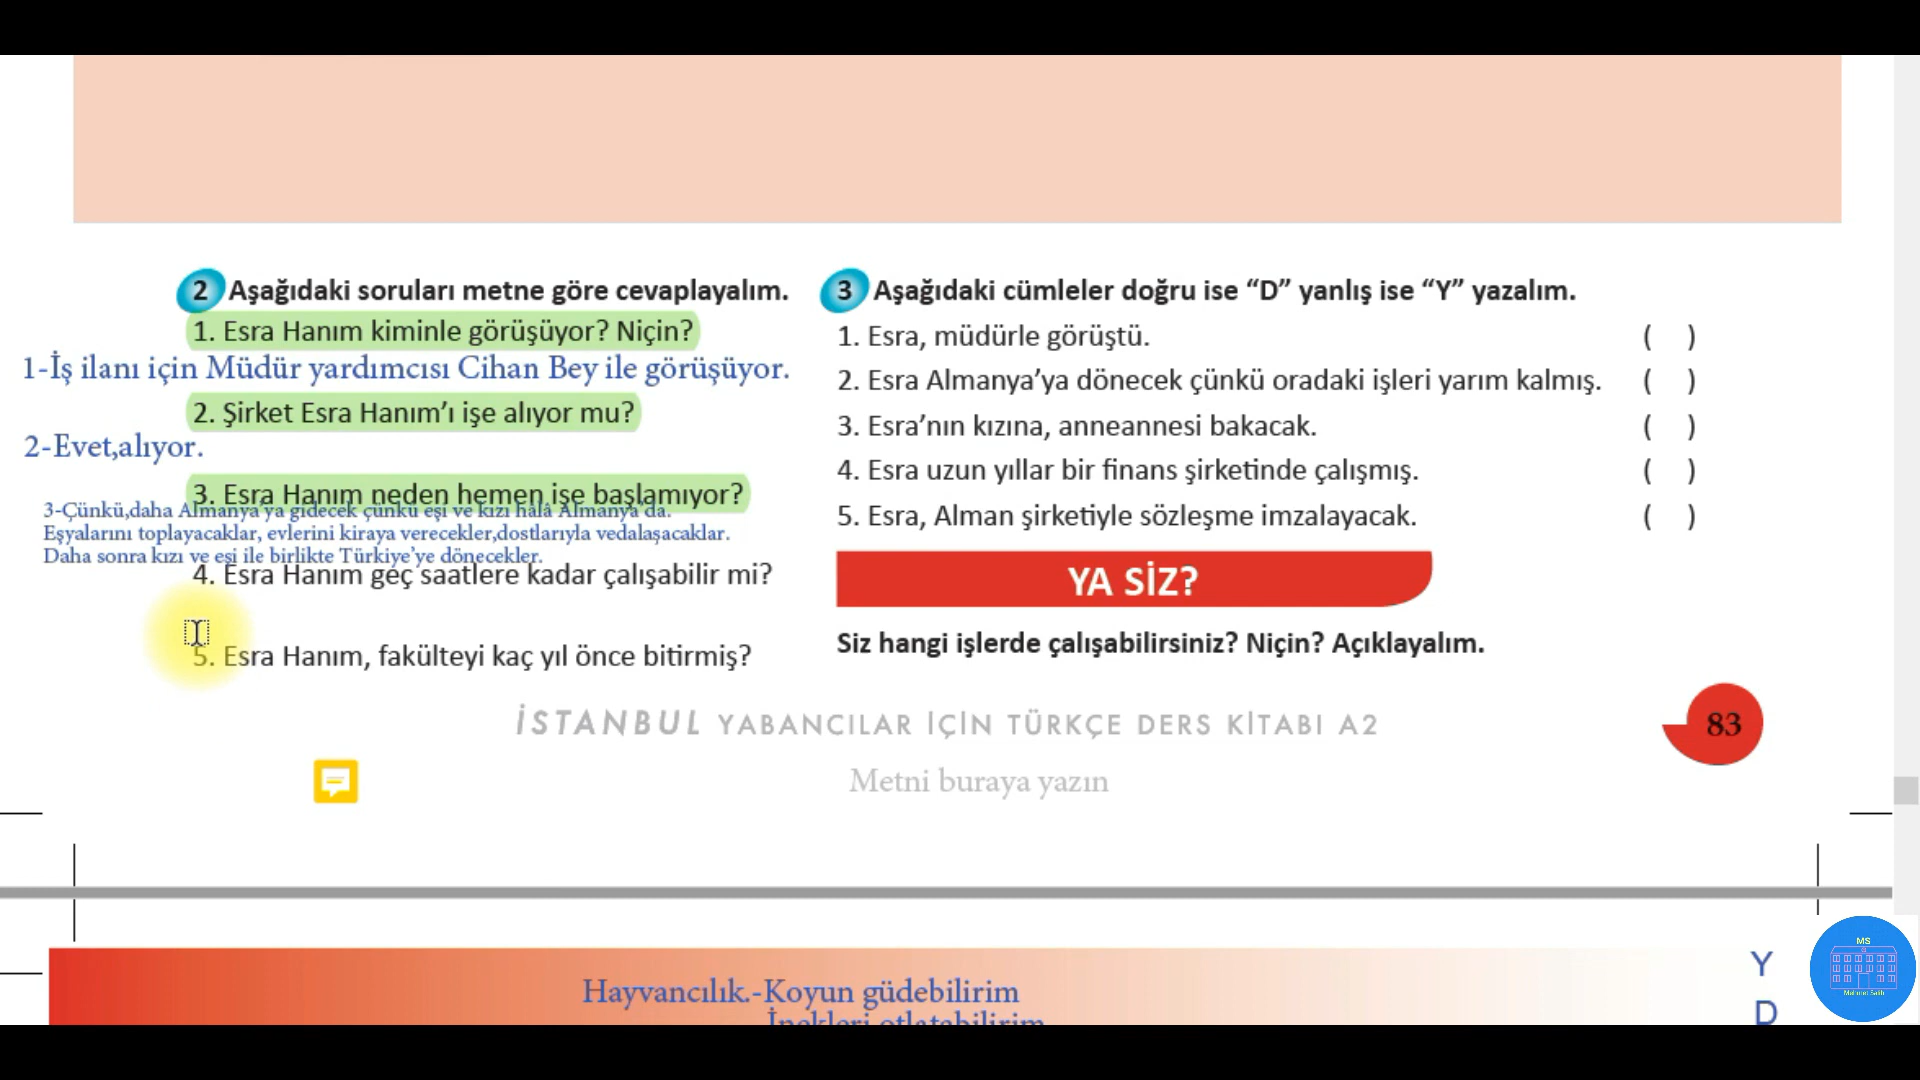 2 Aşağıdaki soruları metne göre cevaplayalım.
1. Esra Hanım kiminle görüşüyor? Niçin?
1-İş ilanı için Müdür yardımcısı Cihan Bey ile görüşüyor.
2. Şirket Esra Hanım’ı işe alıyor mu?
2-Evet,alıyor.
3. Esra Hanım neden hemen işe başlamıyor?
3-Çünkü,daha Almanya’ya gidecek çünkü eşi ve kızı hâlâ Almanya’da.
Eşyalarını toplayacaklar, evlerini kiraya verecekler,dostlarıyla vedalaşacaklar.
Daha sonra kızı ve eşi ile birlikte Türkiye’ye dönecekler.
4. Esra Hanım geç saatlere kadar çalışabilir mi?
5. Esra Hanım, fakülteyi kaç yıl önce bitirmiş?
3 Aşağıdaki cümleler doğru ise “D” yanlış ise “Y” yazalım.
1. Esra, müdürle görüştü. ( )
2. Esra Almanya’ya dönecek çünkü oradaki işleri yarım kalmış. ( )
3. Esra’nın kızına, anneannesi bakacak. ( )
4. Esra uzun yıllar bir finans şirketinde çalışmış. ( )
5. Esra, Alman şirketiyle sözleşme imzalayacak. ( )
YA SİZ?
Siz hangi işlerde çalışabilirsiniz? Niçin? Açıklayalım.
İSTANBUL YABANCILAR İÇİN TÜRKÇE DERS KİTABI A2
83
Metni buraya yazın
Hayvancılık.-Koyun güdebilirim
İnekleri otlatabilirim
Y
D
MS
Mehmet Salih